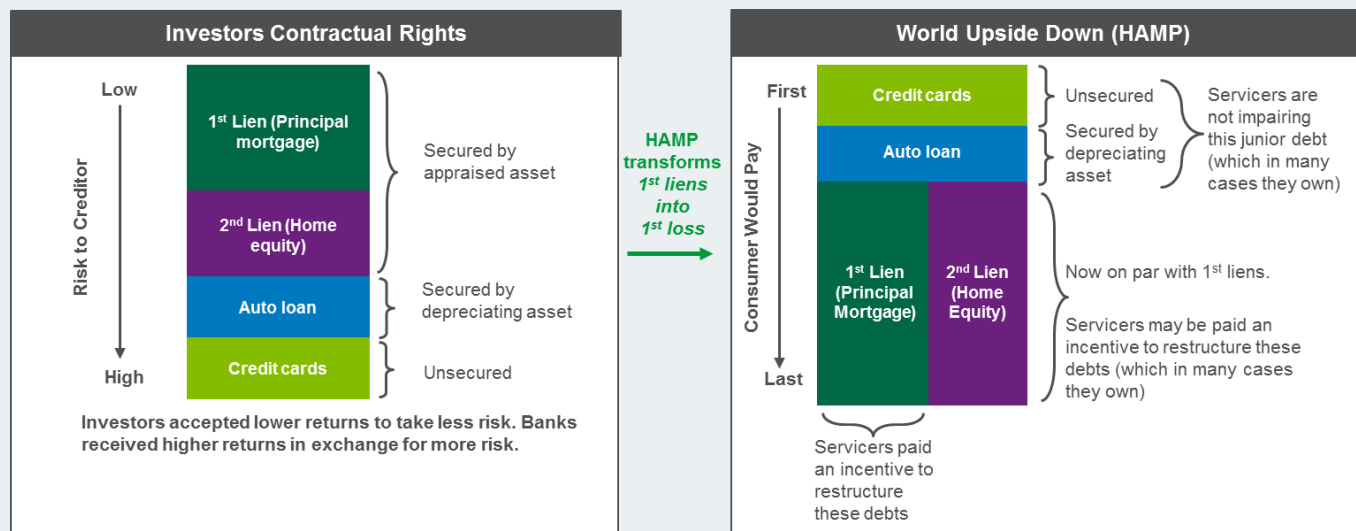 Investors Contractual Rights
Low
Risk to Creditor
High
1st Lien (Principal
mortgage)
2nd Lien (Home
equity)
Auto loan
Credit cards
Secured by
appraised asset
Secured by
depreciating asset
Unsecured
Investors accepted lower returns to take less risk. Banks
received higher returns in exchange for more risk.
HAMP
transforms
1st liens
into
1st loss
World Upside Down (HAMP)
First
Consumer Would Pay
Last
Credit cards
Auto loan
1st Lien
(Principal
Mortgage)
2nd Lien
(Home
Equity)
Unsecured
Secured by
depreciating
asset
Servicers are
not impairing
this junior debt
(which in many
cases they own)
Now on par with 1st liens.
Servicers may be paid an
incentive to restructure these
debts (which in many cases
they own)
Servicers paid
an incentive to
restructure
these debts